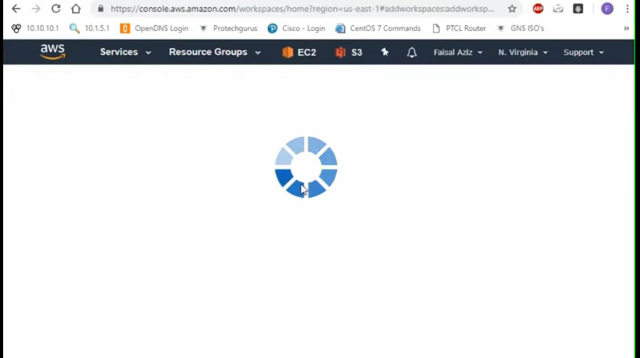 https://console.aws.amazon.com/workspaces/home?region=us-east-1#addworkspaces:addworksp...
10.10.10.1 10.1.5.1 OpenDNS Login Protechgurus Cisco - Login CentOS 7 Commands PTCL Router GNS ISO's »
aws Services Resource Groups EC2 S3 Faisal Aziz N. Virginia Support